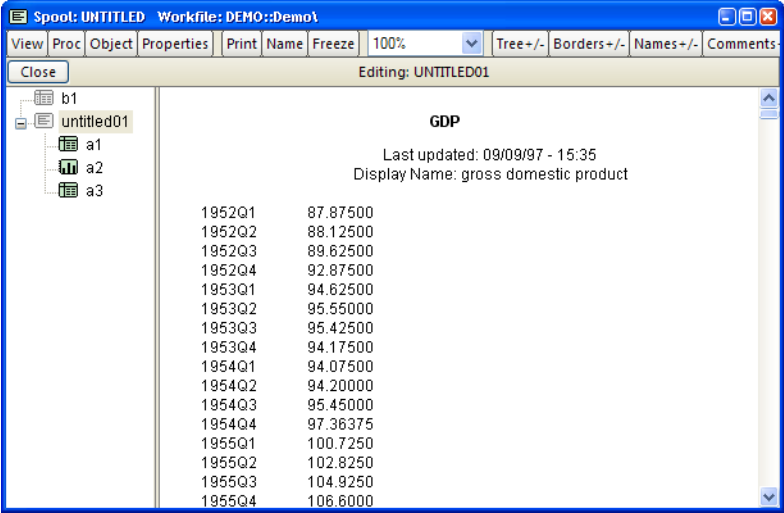 Spool: UNTITLED   Workfile: DEMO::Demo\
View Proc Object Properties Print Name Freeze 100% Tree+/- Borders+/- Names+/- Comments-
Close Editing: UNTITLED01
b1
untitled01
a1
a2
a3
GDP
Last updated: 09/09/97 - 15:35
Display Name: gross domestic product
1952Q1 87.87500
1952Q2 88.12500
1952Q3 89.62500
1952Q4 92.87500
1953Q1 94.62500
1953Q2 95.55000
1953Q3 95.42500
1953Q4 94.17500
1954Q1 94.07500
1954Q2 94.20000
1954Q3 95.45000
1954Q4 97.36375
1955Q1 100.7250
1955Q2 102.8250
1955Q3 104.9250
1955Q4 106.6000